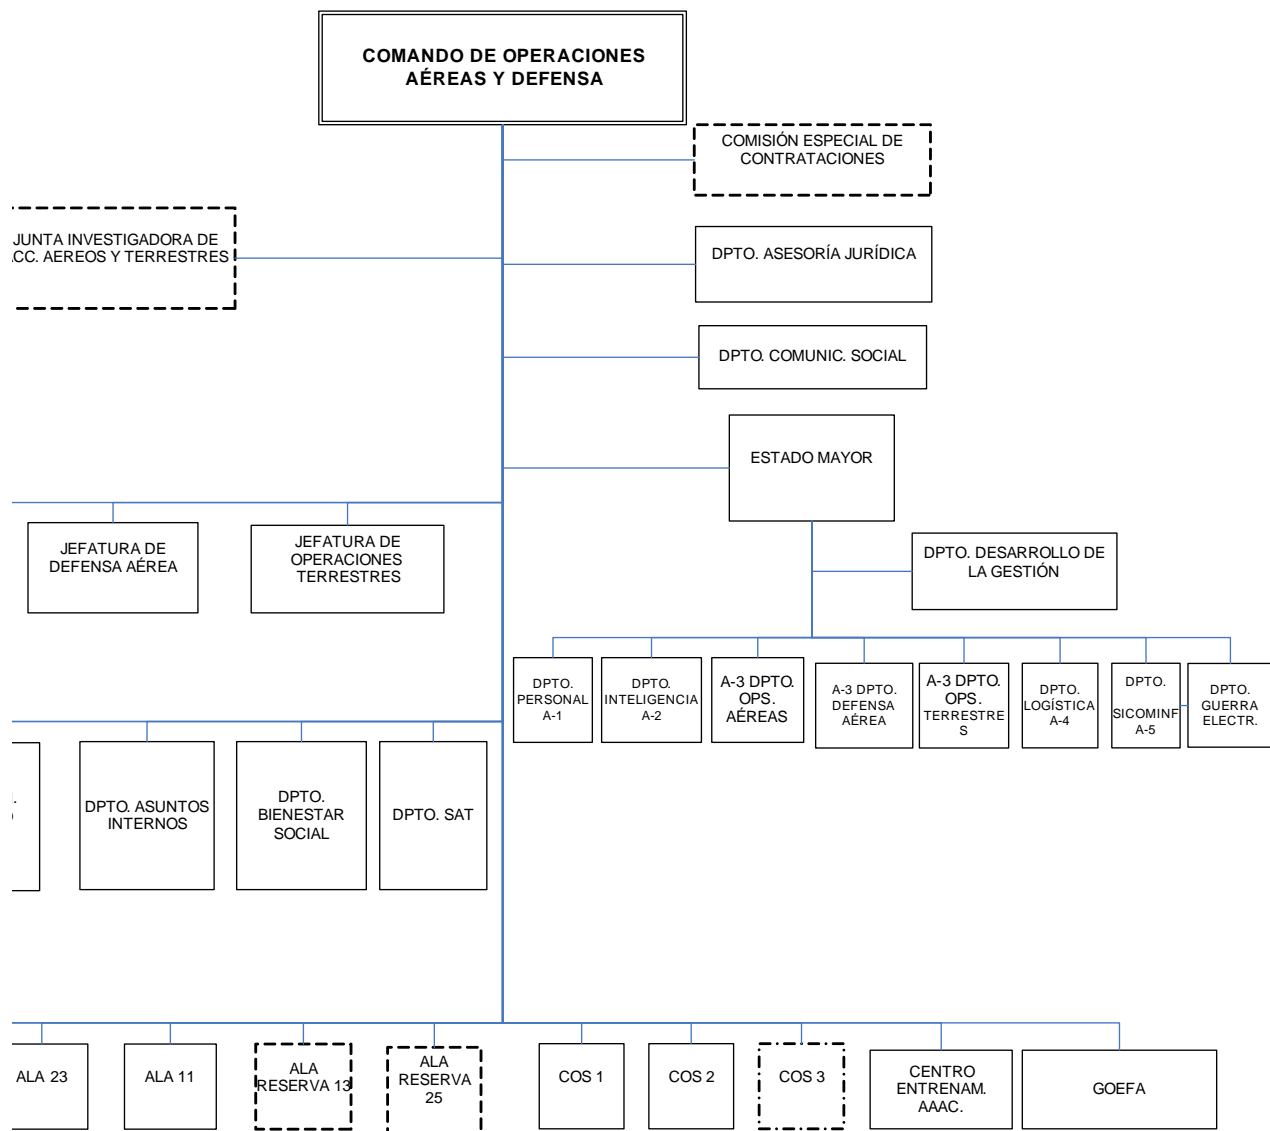 COMANDO DE OPERACIONES
AÉREAS Y DEFENSA
COMISIÓN ESPECIAL DE
CONTRATACIONES
JUNTA INVESTIGADORA DE
CC. AEREOS Y TERRESTRES
DPTO. ASESORÍA JURÍDICA
DPTO. COMUNIC. SOCIAL
ESTADO MAYOR
JEFATURA DE
DEFENSA AÉREA
JEFATURA DE
OPERACIONES
TERRESTRES
DPTO. DESARROLLO DE
LA GESTIÓN
DPTO.
PERSONAL
A-1
DPTO.
INTELIGENCIA
A-2
A-3 DPTO.
OPS.
AÉREAS
A-3 DPTO.
DEFENSA
AÉREA
A-3 DPTO.
OPS.
TERRESTRE
S
DPTO.
LOGÍSTICA
A-4
DPTO.
SICOMINF
A-5
DPTO.
GUERRA
ELECTR.
DPTO. ASUNTOS
INTERNOS
DPTO.
BIENESTAR
SOCIAL
DPTO. SAT
ALA 23
ALA 11
ALA
RESERVA 13
ALA
RESERVA
25
COS 1
COS 2
COS 3
CENTRO
ENTRENAM.
AAAC.
GOEFA